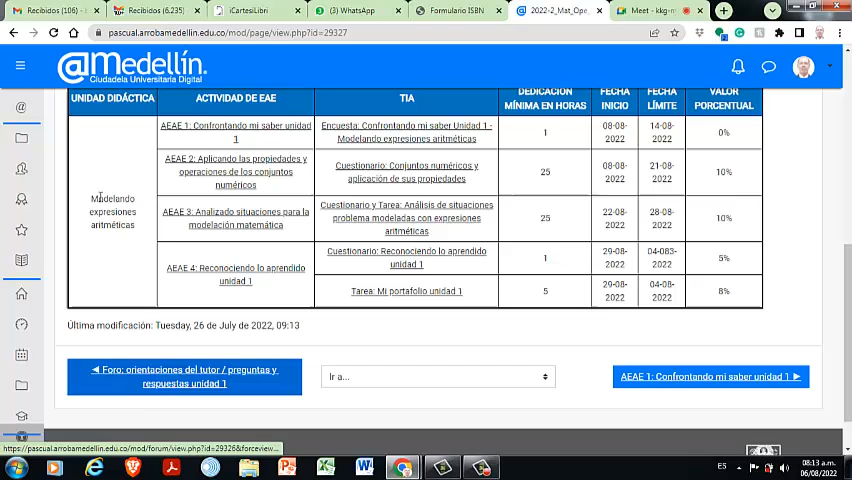 Recibidos (106) -
Recibidos (6.235)
iCartesiLibri
(3) WhatsApp
Formulario ISBN
2022-2_Mat_Ope
Meet - kkg-m
pascual.arrobamedellin.edu.co/mod/page/view.php?id=29327
@Medellín.
Ciudadela Universitaria Digital
UNIDAD DIDÁCTICA
ACTIVIDAD DE EAE
TIA
DEDICACIÓN
MÍNIMA EN HORAS
FECHA
INICIO
FECHA
LÍMITE
VALOR
PORCENTUAL
Modelando
expresiones
aritméticas
AEAE 1: Confrontando mi saber unidad
1
Encuesta: Confrontando mi saber Unidad 1 -
Modelando expresiones aritméticas
1
08-08-
2022
14-08-
2022
0%
AEAE 2: Aplicando las propiedades y
operaciones de los conjuntos
numéricos
Cuestionario: Conjuntos numéricos y
aplicación de sus propiedades
25
08-08-
2022
21-08-
2022
10%
AEAE 3: Analizado situaciones para la
modelación matemática
Cuestionario y Tarea: Análisis de situaciones
problema modeladas con expresiones
aritméticas
25
22-08-
2022
28-08-
2022
10%
AEAE 4: Reconociendo lo aprendido
unidad 1
Cuestionario: Reconociendo lo aprendido
unidad 1
1
29-08-
2022
04-083-
2022
5%
Tarea: Mi portafolio unidad 1
5
29-08-
2022
04-08-
2022
8%
Última modificación: Tuesday, 26 de July de 2022, 09:13
◀ Foro: orientaciones del tutor / preguntas y
respuestas unidad 1
Ir a...
AEAE 1: Confrontando mi saber unidad 1 ▶
https://pascual.arrobamedellin.edu.co/mod/forum/view.php?id=29326&forceview...
ES
08:13 a.m.
06/08/2022